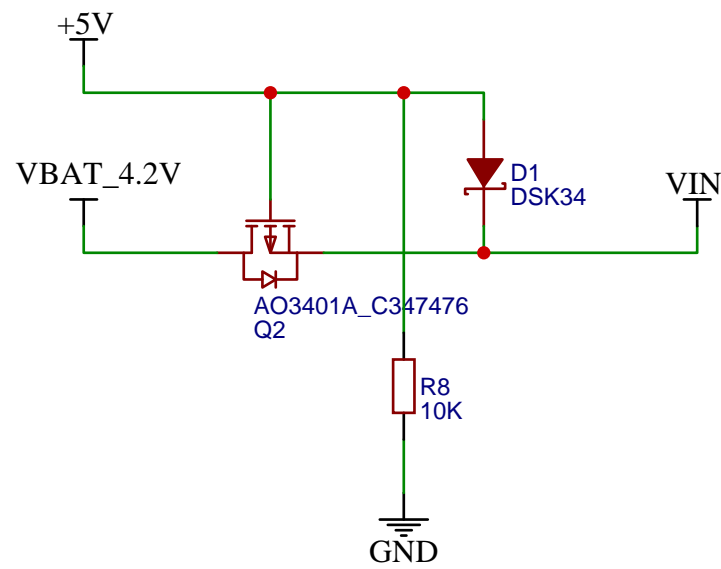 +5V
VBAT_4.2V
D1
DSK34
VIN
AO3401A_C347476
Q2
R8
10K
GND